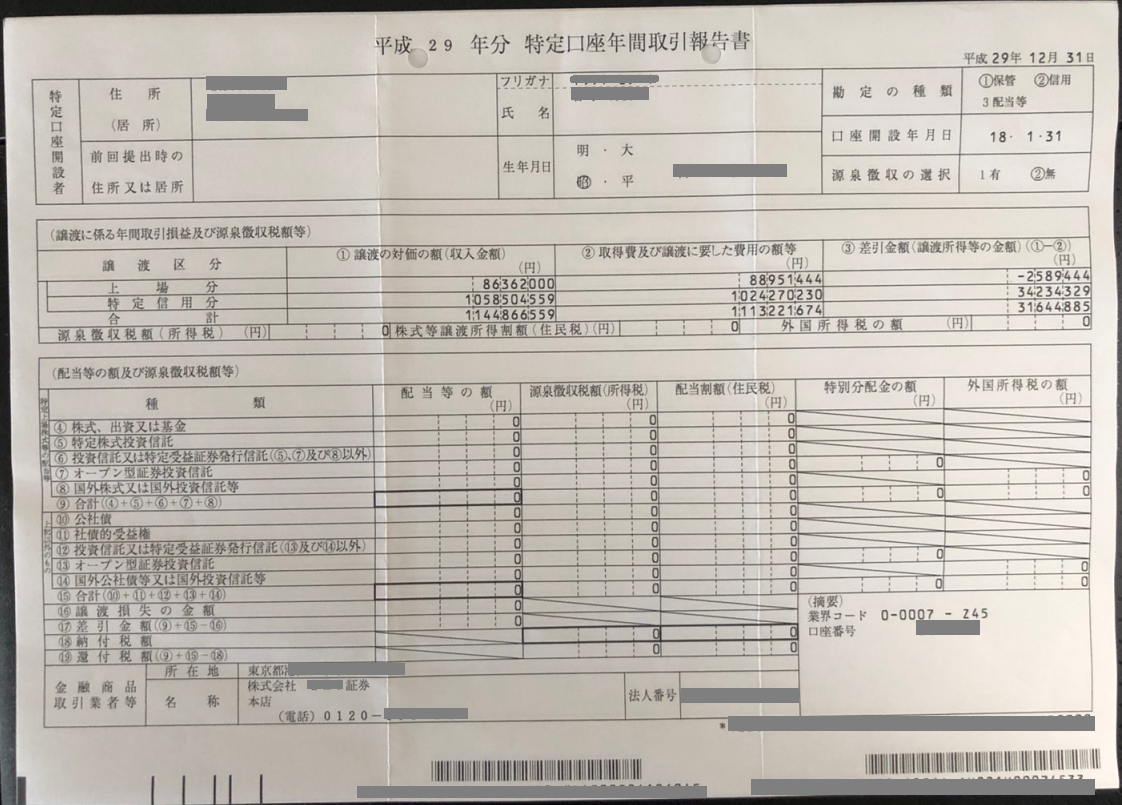 平成 29 年分 特定口座年間取引報告書
平成 29年 12月 31日
特定口座開設者
住所
(居所)
前回提出時の
住所又は居所
フリガナ
氏名
生年月日
明・大
昭・平
勘定の種類
①保管 ②信用
3 配当等
口座開設年月日 18・1・31
源泉徴収の選択 1 有 ②無
(譲渡に係る年間取引損益及び源泉徴収税額等)
譲渡区分 ① 譲渡の対価の額(収入金額) (円) ② 取得費及び譲渡に要した費用の額等 (円) ③ 差引金額(譲渡所得等の金額)(①-②) (円)
上場分 86362000 88951444 -2589444
特定信用分 1058504559 1024270230 34234329
合計 1144866559 1113221674 31644885
源泉徴収税額(所得税) (円) 0 株式等譲渡所得割額(住民税)(円) 0 外国所得税の額 (円) 0
(配当等の額及び源泉徴収税額等)
種類 配当等の額 (円) 源泉徴収税額(所得税) (円) 配当割額(住民税) (円) 特別分配金の額 (円) 外国所得税の額 (円)
④ 株式、出資又は基金 0 0 0
⑤ 特定株式投資信託 0 0 0
⑥ 投資信託又は特定受益証券発行信託(⑤、⑦及び⑧以外) 0 0 0
⑦ オープン型証券投資信託 0 0 0 0
⑧ 国外株式又は国外投資信託等 0 0 0 0
⑨ 合計(④+⑤+⑥+⑦+⑧) 0 0 0 0 0
⑩ 公社債 0 0 0
⑪ 社債的受益権 0 0 0
⑫ 投資信託又は特定受益証券発行信託(⑬及び⑭以外) 0 0 0
⑬ オープン型証券投資信託 0 0 0 0
⑭ 国外公社債等又は国外投資信託等 0 0 0 0
⑮ 合計(⑩+⑪+⑫+⑬+⑭) 0 0 0 0 0
⑯ 譲渡損失の金額 0
⑰ 差引金額(⑨+⑮-⑯) 0
⑱ 納付税額 0 0
⑲ 還付税額(⑨+⑮-⑱) 0 0
(摘要)
業界コード 0-0007 - Z45
口座番号
金融商品
取引業者等
所在地 東京都
名称
株式会社 証券
本店
(電話) 0120-
法人番号
*